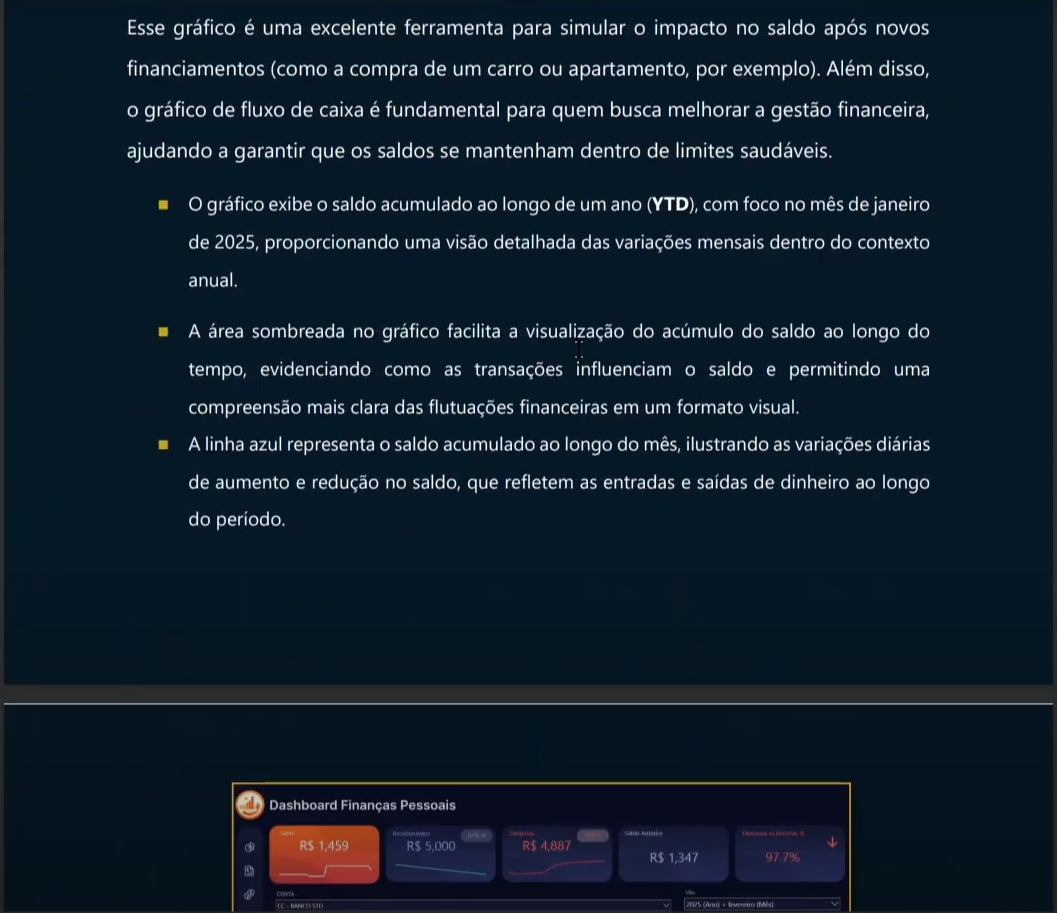 Esse gráfico é uma excelente ferramenta para simular o impacto no saldo após novos
financiamentos (como a compra de um carro ou apartamento, por exemplo). Além disso,
o gráfico de fluxo de caixa é fundamental para quem busca melhorar a gestão financeira,
ajudando a garantir que os saldos se mantenham dentro de limites saudáveis.
O gráfico exibe o saldo acumulado ao longo de um ano (YTD), com foco no mês de janeiro
de 2025, proporcionando uma visão detalhada das variações mensais dentro do contexto
anual.
A área sombreada no gráfico facilita a visualização do acúmulo do saldo ao longo do
tempo, evidenciando como as transações influenciam o saldo e permitindo uma
compreensão mais clara das flutuações financeiras em um formato visual.
A linha azul representa o saldo acumulado ao longo do mês, ilustrando as variações diárias
de aumento e redução no saldo, que refletem as entradas e saídas de dinheiro ao longo
do período.
Dashboard Finanças Pessoais
Saldo
R$ 1,459
Recebimentos
R$ 5,000
Despesas
R$ 4,887
Saldo Anterior
R$ 1,347
Despesas vs Receitas %
97.7%
CONTA
CC - BANCO STD
Mês
2025 (Ano) + fevereiro (Mês)